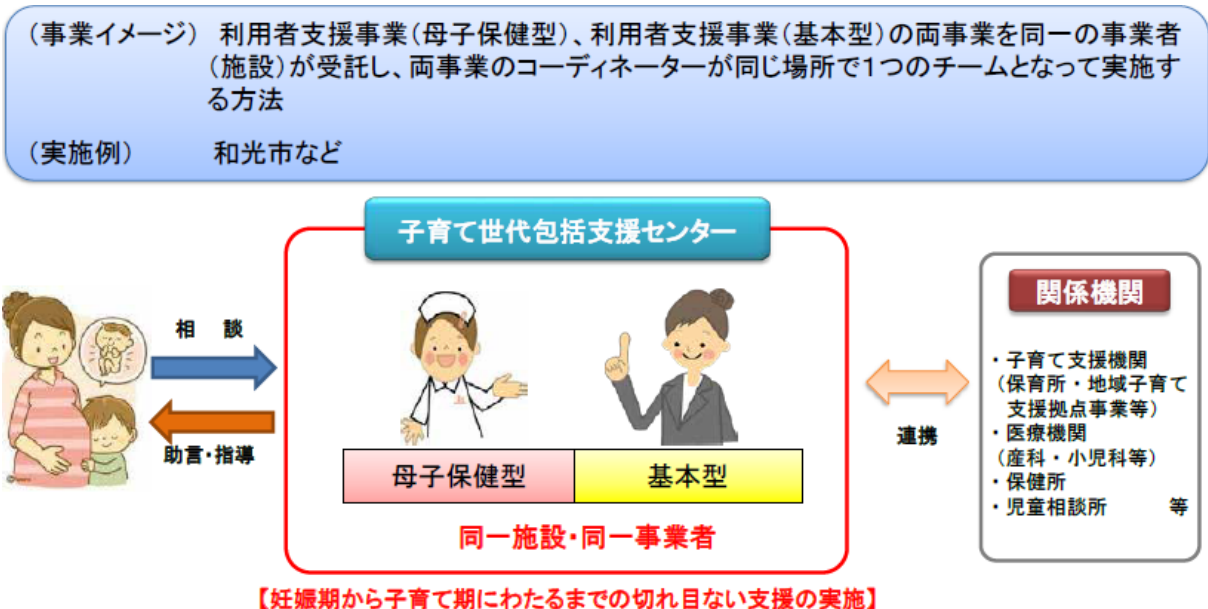 (事業イメージ) 利用者支援事業(母子保健型)、利用者支援事業(基本型)の両事業を同一の事業者
(施設)が受託し、両事業のコーディネーターが同じ場所で1つのチームとなって実施す
る方法
(実施例) 和光市など
子育て世代包括支援センター
関係機関
相 談
助言・指導
母子保健型
基本型
同一施設・同一事業者
連携
・子育て支援機関
(保育所・地域子育て
支援拠点事業等)
・医療機関
(産科・小児科等)
・保健所
・児童相談所 等
【妊娠期から子育て期にわたるまでの切れ目ない支援の実施】